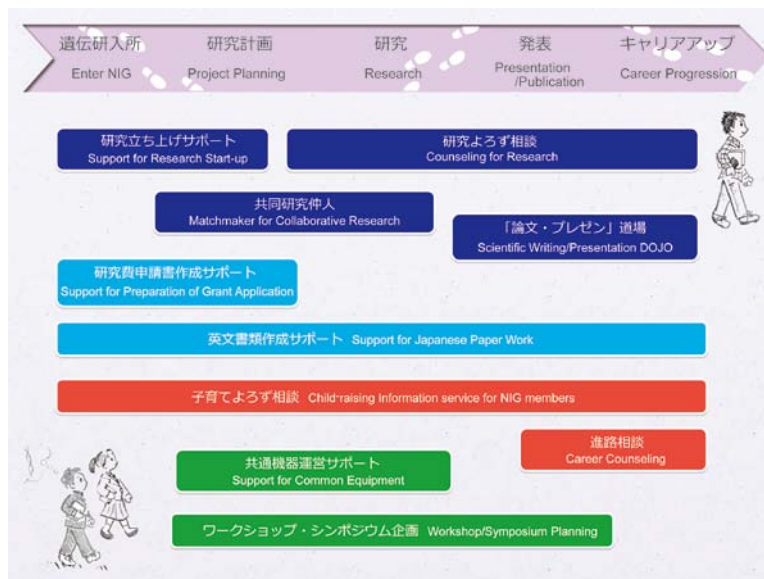 遺伝研入所 研究計画 研究 発表 キャリアアップ
Enter NIG Project Planning Research Presentation /Publication Career Progression
研究立ち上げサポート
Support for Research Start-up
研究よろず相談
Counseling for Research
共同研究仲人
Matchmaker for Collaborative Research
「論文・プレゼン」道場
Scientific Writing/Presentation DOJO
研究費申請書作成サポート
Support for Preparation of Grant Application
英文書類作成サポート Support for Japanese Paper Work
子育てよろず相談 Child-raising Information service for NIG members
進路相談
Career Counseling
共通機器運営サポート
Support for Common Equipment
ワークショップ・シンポジウム企画 Workshop/Symposium Planning